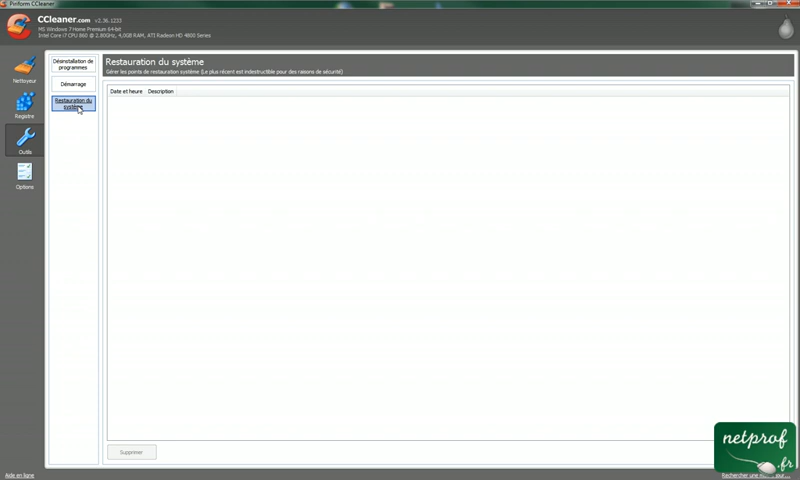 Piriform CCleaner
CCleaner.com v2.36.1233
MS Windows 7 Home Premium 64-bit
Intel Core i7 CPU 860 @ 2.80GHz, 4,0GB RAM, ATI Radeon HD 4800 Series
Nettoyeur
Registre
Outils
Options
Désinstallation de
programmes
Démarrage
Restauration du
système
Restauration du système
Gérer les points de restauration système (Le plus récent est indestructible pour des raisons de sécurité)
Date et heure Description
Supprimer
netprof
.fr
Aide en ligne
Rechercher une